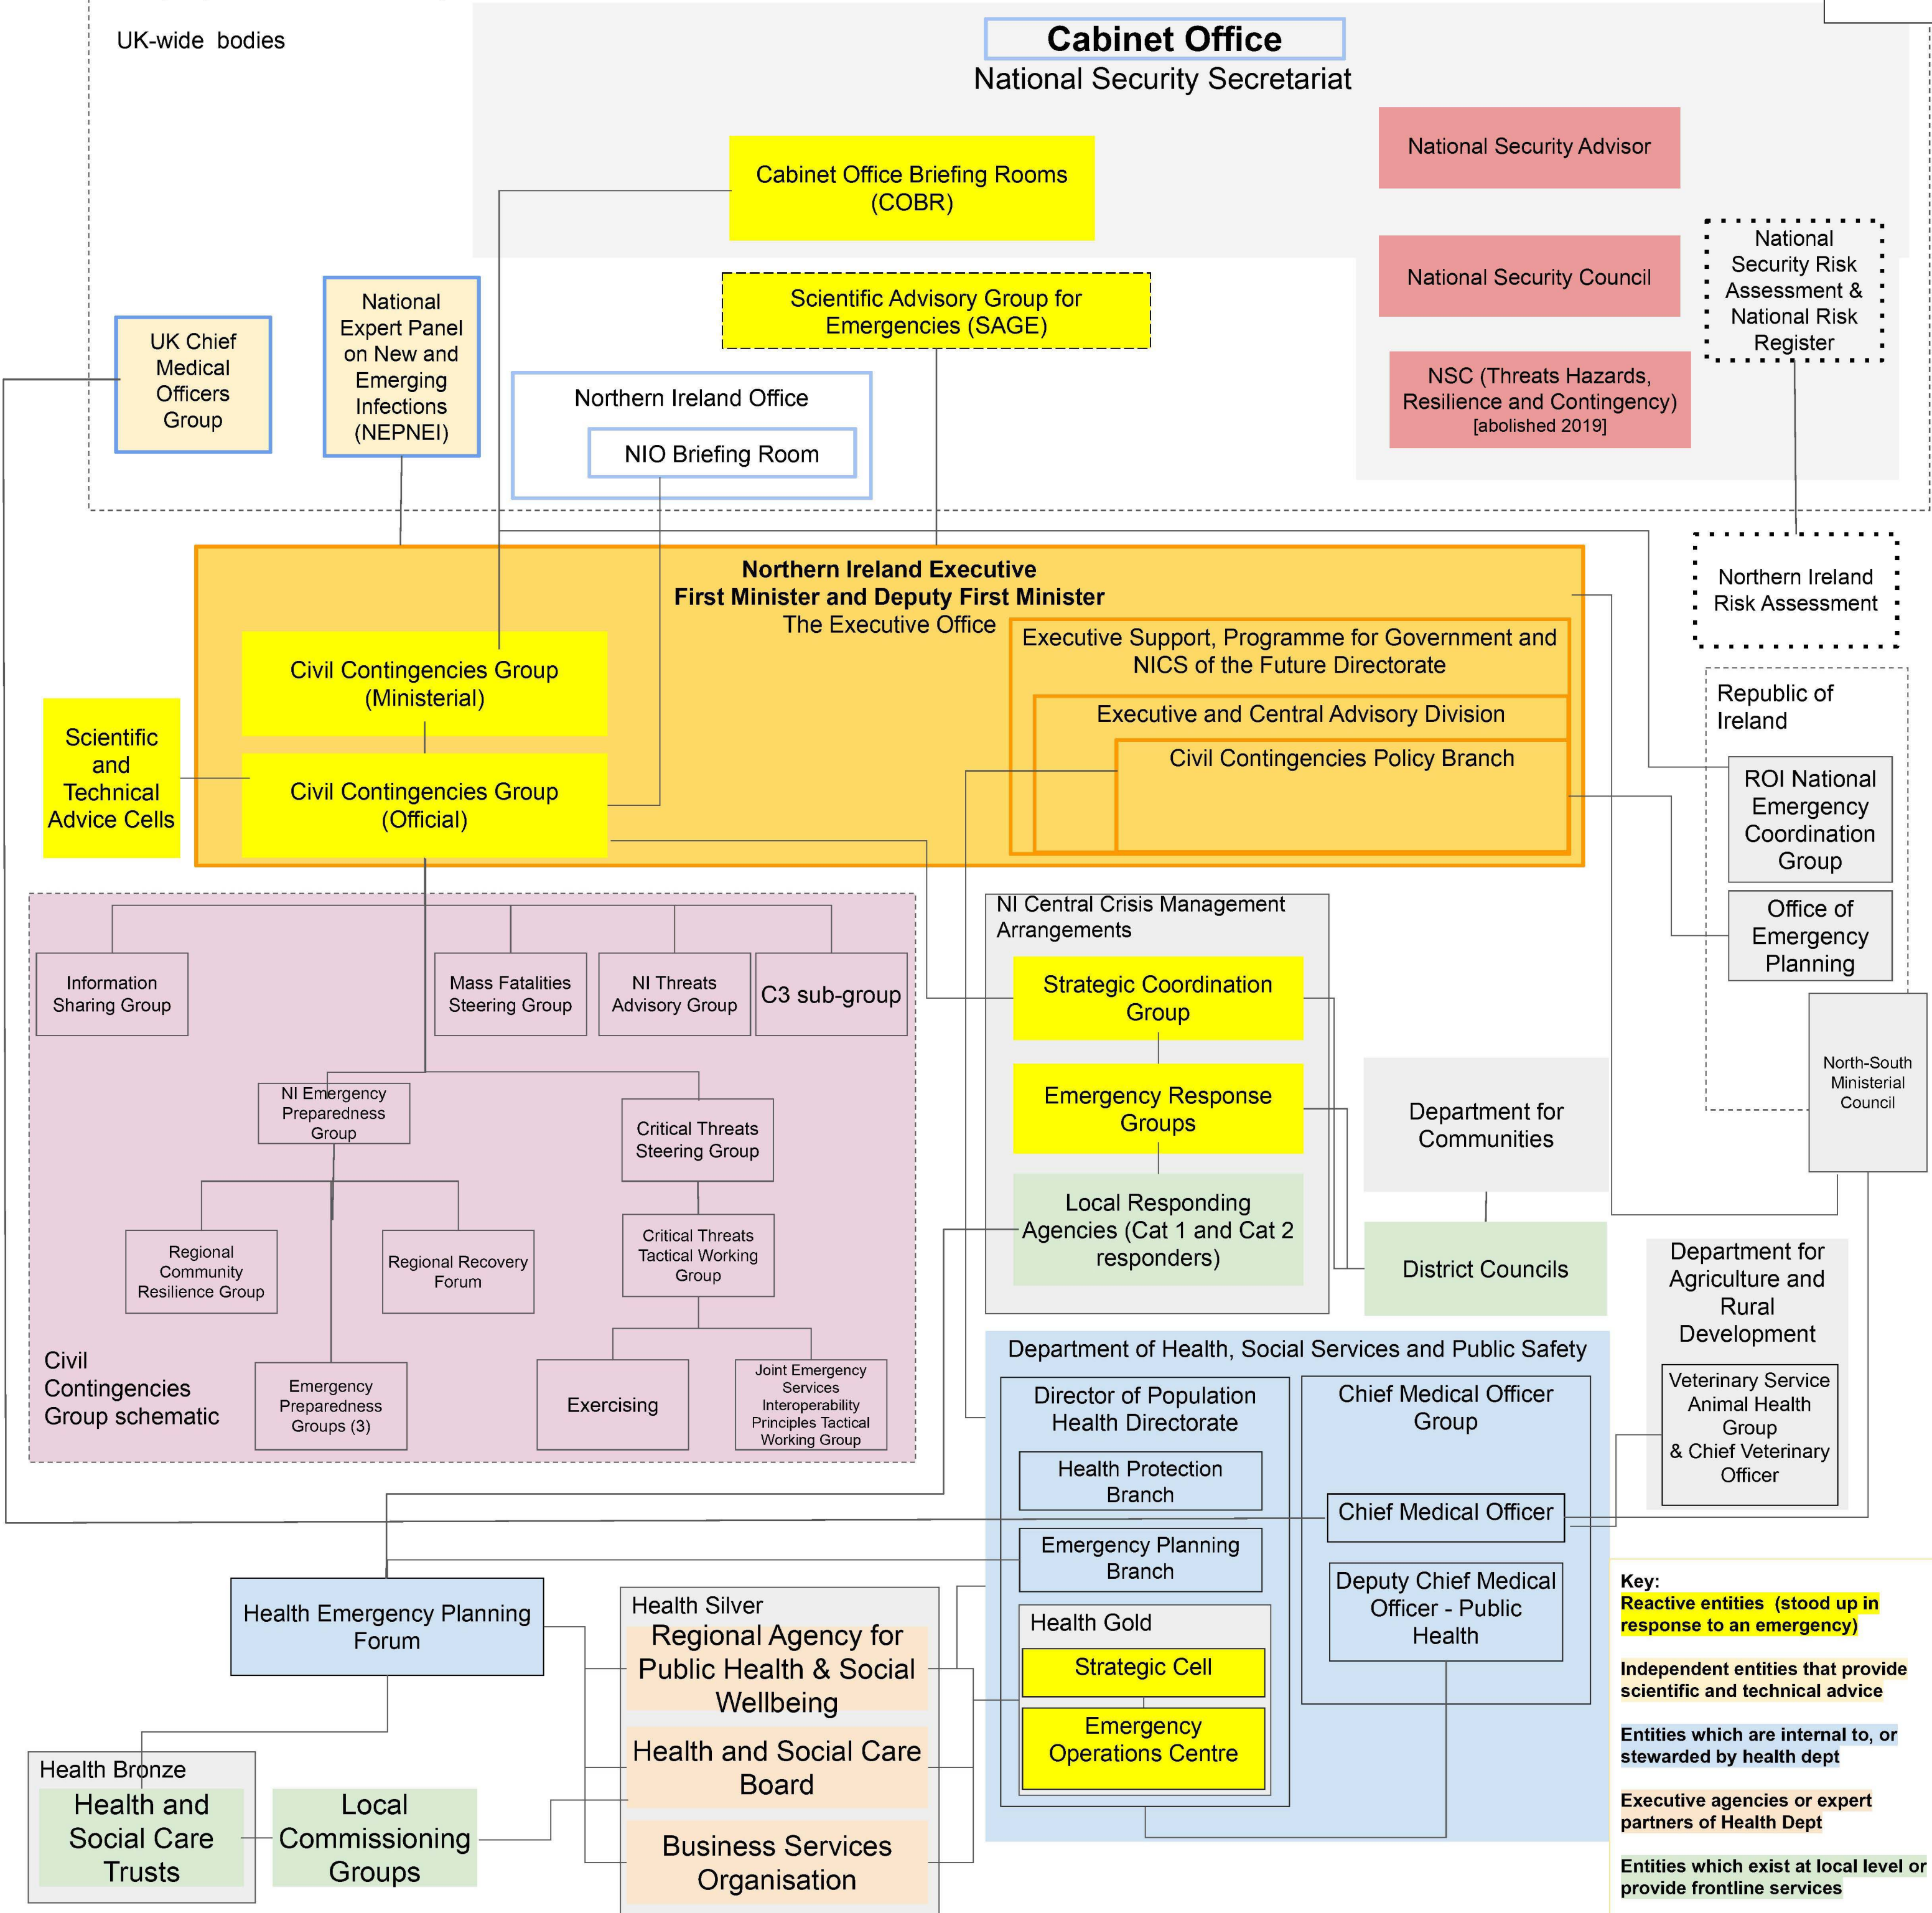 UK-wide bodies
Cabinet Office
National Security Secretariat
Cabinet Office Briefing Rooms
(COBR)
National Security Advisor
National Security Council
National
Security Risk
Assessment &
National Risk
Register
NSC (Threats Hazards,
Resilience and Contingency)
[abolished 2019]
Scientific Advisory Group for
Emergencies (SAGE)
National
Expert Panel
on New and
Emerging
Infections
(NEPNEI)
UK Chief
Medical
Officers
Group
Northern Ireland Office
NIO Briefing Room
Northern Ireland Executive
First Minister and Deputy First Minister
The Executive Office
Northern Ireland
Risk Assessment
Executive Support, Programme for Government and
NICS of the Future Directorate
Executive and Central Advisory Division
Civil Contingencies Policy Branch
Civil Contingencies Group
(Ministerial)
Civil Contingencies Group
(Official)
Scientific
and
Technical
Advice Cells
Republic of
Ireland
ROI National
Emergency
Coordination
Group
Office of
Emergency
Planning
North-South
Ministerial
Council
Information
Sharing Group
Mass Fatalities
Steering Group
NI Threats
Advisory Group
C3 sub-group
NI Emergency
Preparedness
Group
Critical Threats
Steering Group
Regional
Community
Resilience Group
Regional Recovery
Forum
Critical Threats
Tactical Working
Group
Civil
Contingencies
Group schematic
Emergency
Preparedness
Groups (3)
Exercising
Joint Emergency
Services
Interoperability
Principles Tactical
Working Group
NI Central Crisis Management
Arrangements
Strategic Coordination
Group
Emergency Response
Groups
Local Responding
Agencies (Cat 1 and Cat 2
responders)
Department for
Communities
District Councils
Department for
Agriculture and
Rural
Development
Veterinary Service
Animal Health
Group
& Chief Veterinary
Officer
Department of Health, Social Services and Public Safety
Director of Population
Health Directorate
Health Protection
Branch
Emergency Planning
Branch
Health Gold
Strategic Cell
Emergency
Operations Centre
Chief Medical Officer
Group
Chief Medical Officer
Deputy Chief Medical
Officer - Public
Health
Health Emergency Planning
Forum
Health Silver
Regional Agency for
Public Health & Social
Wellbeing
Health and Social Care
Board
Business Services
Organisation
Health Bronze
Health and
Social Care
Trusts
Local
Commissioning
Groups
Key:
Reactive entities (stood up in
response to an emergency)
Independent entities that provide
scientific and technical advice
Entities which are internal to, or
stewarded by health dept
Executive agencies or expert
partners of Health Dept
Entities which exist at local level or
provide frontline services